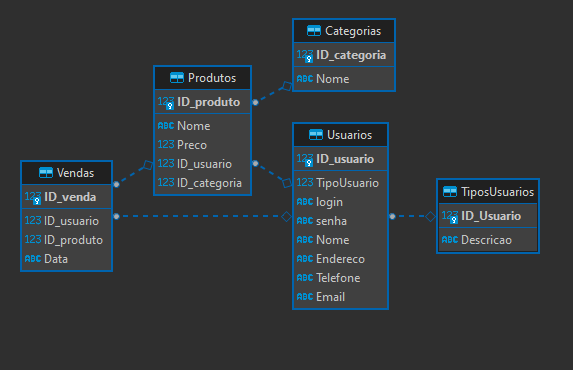 Categorias
123 ID_categoria
ABC Nome
Produtos
123 ID_produto
ABC Nome
123 Preco
123 ID_usuario
123 ID_categoria
Usuarios
123 ID_usuario
123 TipoUsuario
ABC login
ABC senha
ABC Nome
ABC Endereco
ABC Telefone
ABC Email
Vendas
123 ID_venda
123 ID_usuario
123 ID_produto
ABC Data
TiposUsuarios
123 ID_Usuario
ABC Descricao